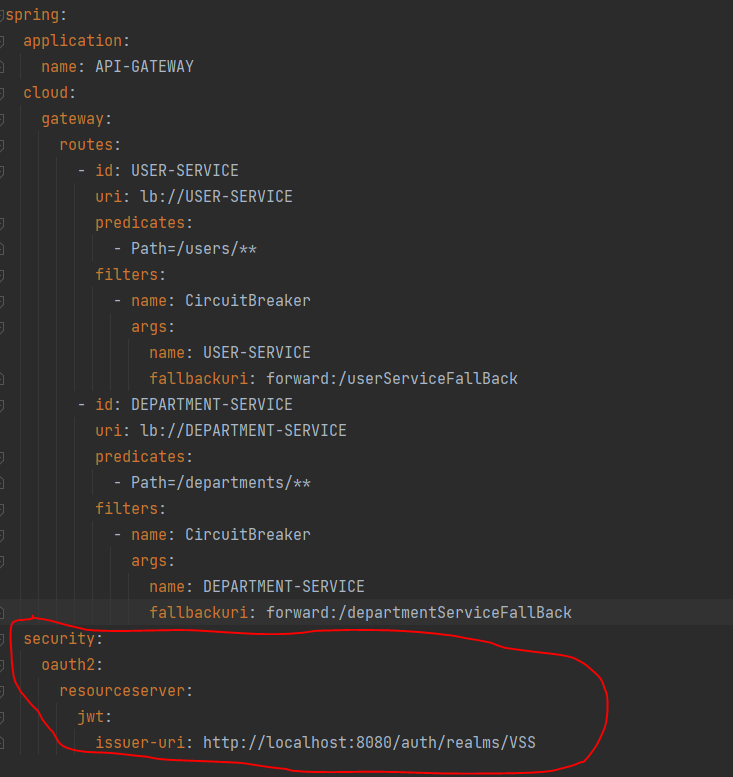 spring:
application:
name: API-GATEWAY
cloud:
gateway:
routes:
- id: USER-SERVICE
uri: lb://USER-SERVICE
predicates:
- Path=/users/**
filters:
- name: CircuitBreaker
args:
name: USER-SERVICE
fallbackuri: forward:/userServiceFallBack
- id: DEPARTMENT-SERVICE
uri: lb://DEPARTMENT-SERVICE
predicates:
- Path=/departments/**
filters:
- name: CircuitBreaker
args:
name: DEPARTMENT-SERVICE
fallbackuri: forward:/departmentServiceFallBack
security:
oauth2:
resourceserver:
jwt:
issuer-uri: http://localhost:8080/auth/realms/VSS